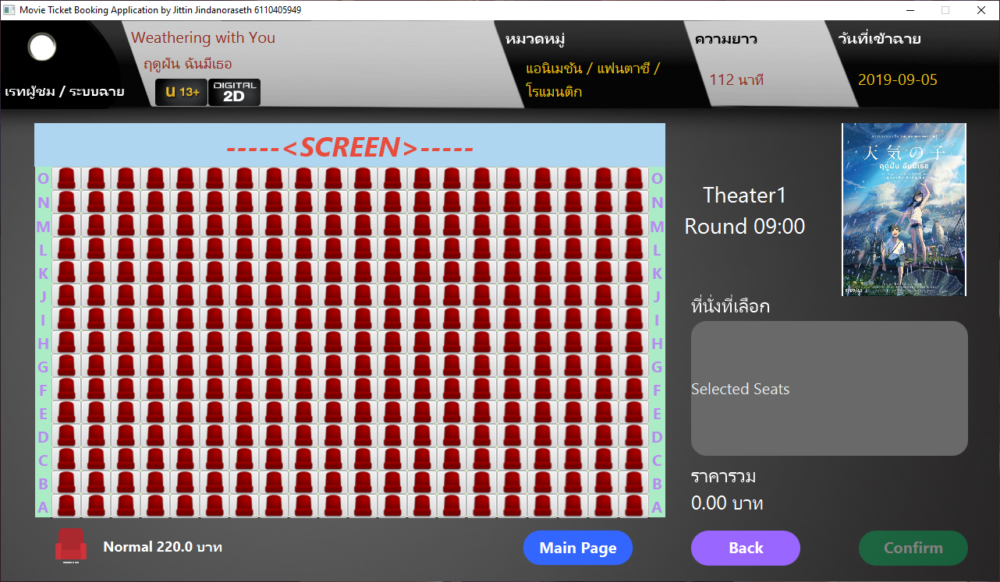 Movie Ticket Booking Application by Jittin Jindanoraseth 6110405949
Weathering with You
ฤดูฝัน ฉันมีเธอ
เรทผู้ชม / ระบบฉาย
น 13+
DIGITAL
2D
หมวดหมู่
แอนิเมชัน / แฟนตาซี /
โรแมนติก
ความยาว
112 นาที
วันที่เข้าฉาย
2019-09-05
-----<SCREEN>-----
O O
N N
M M
L L
K K
J J
I I
H H
G G
F F
E E
D D
C C
B B
A A
Theater1
Round 09:00
天気の子
ฤดูฝัน ฉันมีเธอ
5/09/62
ที่นั่งที่เลือก
Selected Seats
ราคารวม
0.00 บาท
Normal 220.0 บาท
Main Page
Back
Confirm